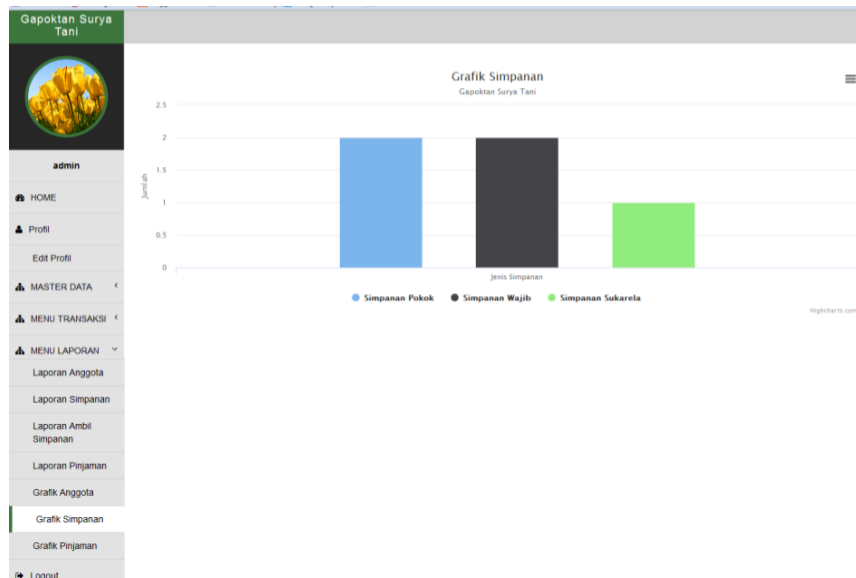 Gapoktan Surya
Tani
admin
HOME
Profil
Edit Profil
MASTER DATA
MENU TRANSAKSI
MENU LAPORAN
Laporan Anggota
Laporan Simpanan
Laporan Ambil
Simpanan
Laporan Pinjaman
Grafik Anggota
Grafik Simpanan
Grafik Pinjaman
Logout
Grafik Simpanan
Gapoktan Surya Tani
Jumlah
2.5
2
1.5
1
0.5
0
Jenis Simpanan
Simpanan Pokok Simpanan Wajib Simpanan Sukarela
Highcharts.com